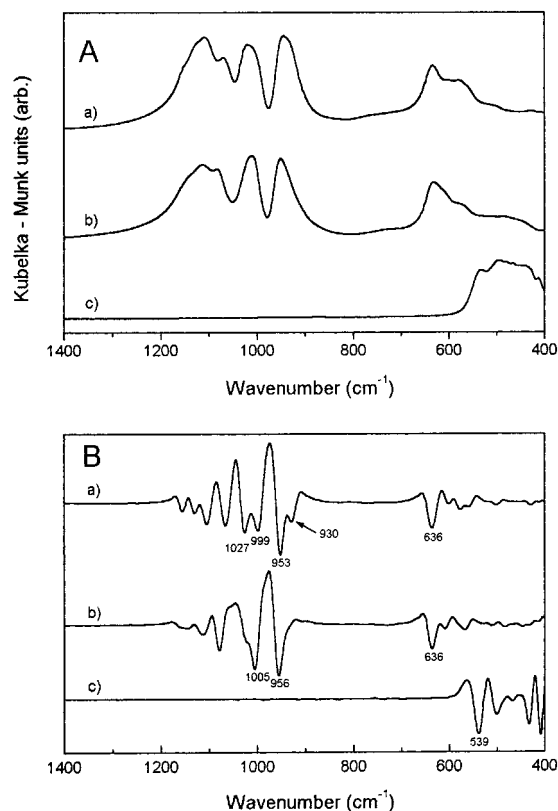 A
a)
b)
c)
Kubelka - Munk units (arb.)
1400 1200 1000 800 600 400
Wavenumber (cm-1)
B
a)
1027 999 953 930 636
b)
1005 956 636
c)
539
1400 1200 1000 800 600 400
Wavenumber (cm-1)